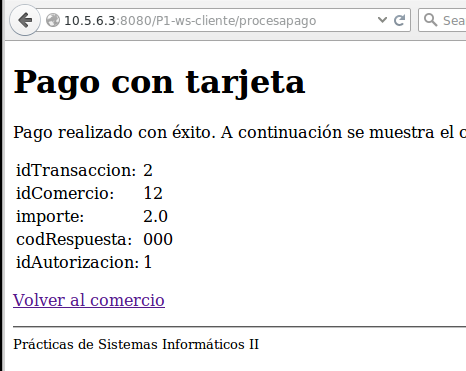 10.5.6.3:8080/P1-ws-cliente/procesapago
Pago con tarjeta
Pago realizado con éxito. A continuación se muestra el
idTransaccion: 2
idComercio: 12
importe: 2.0
codRespuesta: 000
idAutorizacion: 1
Volver al comercio
Prácticas de Sistemas Informáticos II